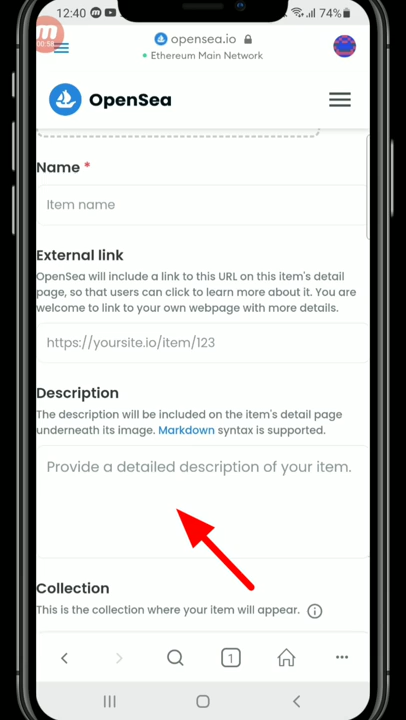 12:40
74%
00:58
opensea.io
Ethereum Main Network
OpenSea
Name *
Item name
External link
OpenSea will include a link to this URL on this item's detail
page, so that users can click to learn more about it. You are
welcome to link to your own webpage with more details.
https://yoursite.io/item/123
Description
The description will be included on the item's detail page
underneath its image. Markdown syntax is supported.
Provide a detailed description of your item.
Collection
This is the collection where your item will appear.
1